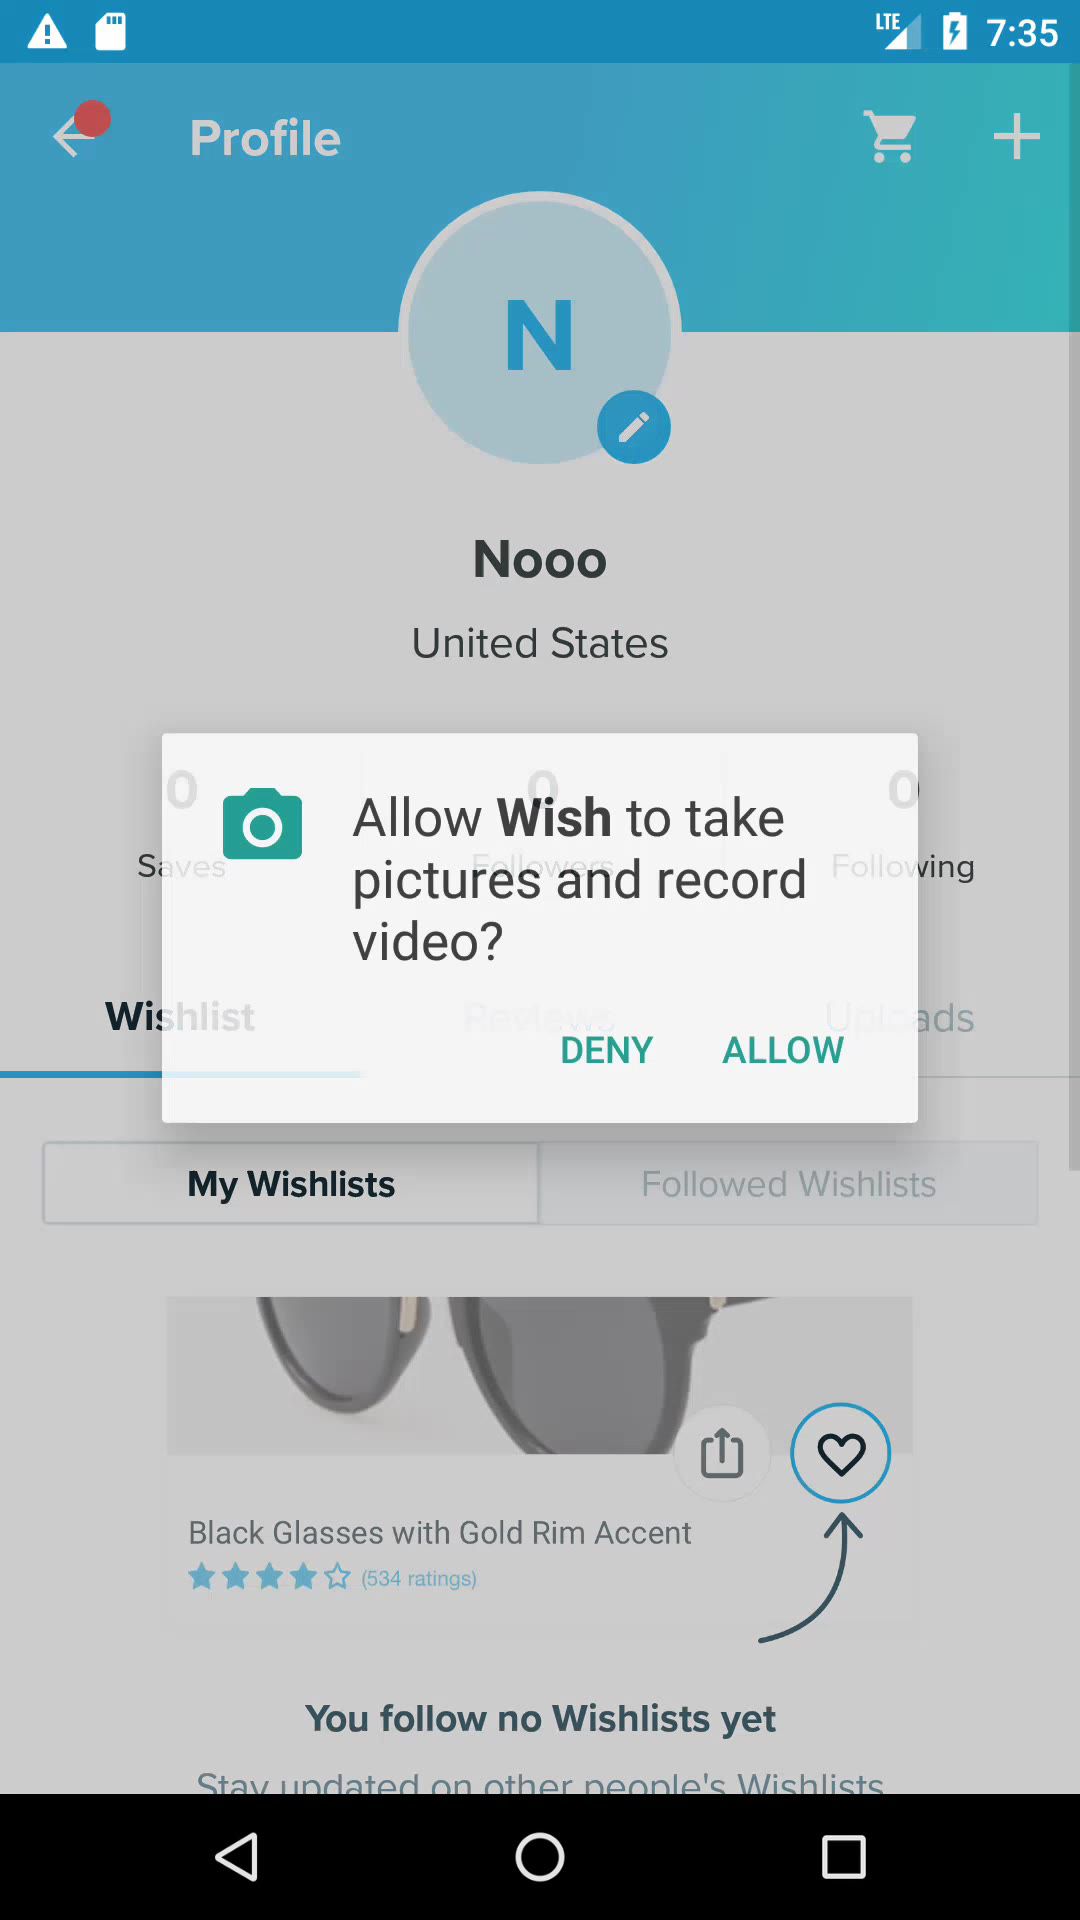 LTE 7:35
Profile
N
Nooo
United States
0 0 0
Saves Followers Following
Allow Wish to take
pictures and record
video?
Wishlist Reviews Uploads
DENY ALLOW
My Wishlists Followed Wishlists
Black Glasses with Gold Rim Accent
(534 ratings)
You follow no Wishlists yet
Stay updated on other people's Wishlists